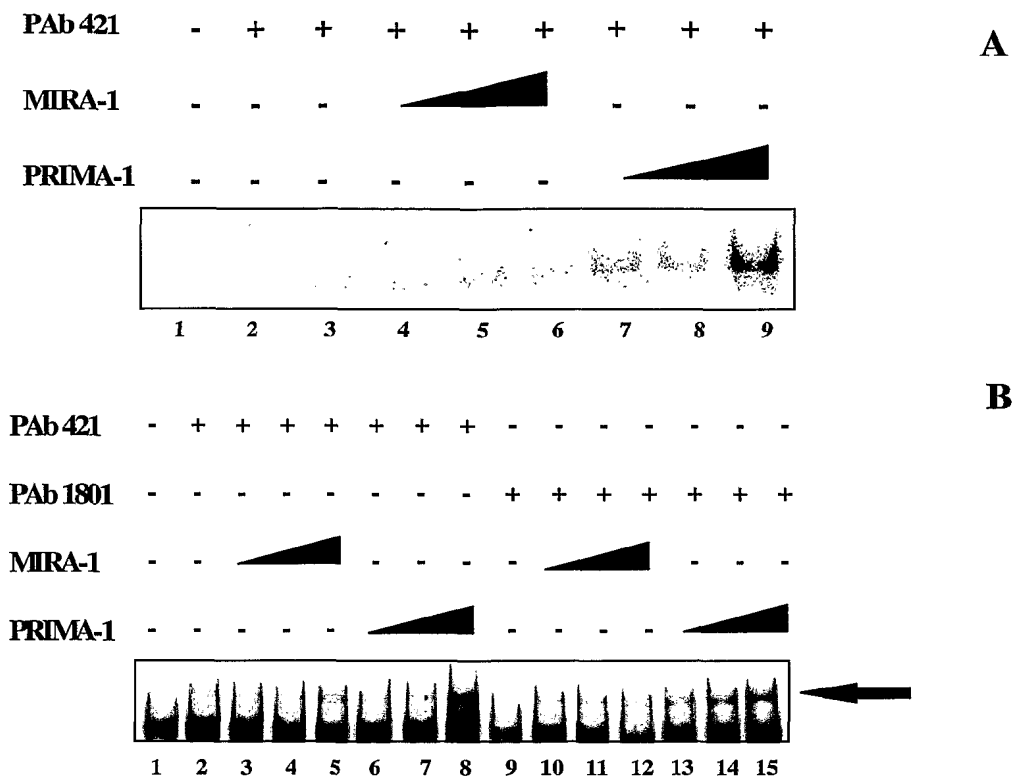 PAb 421 - + + + + + + + +
A
MIRA-1 - - - - - -
PRIMA-1 - - - - - -
1 2 3 4 5 6 7 8 9
B
PAb 421 - + + + + + + + - - - - - - -
PAb 1801 - - - - - - - - + + + + + + +
MIRA-1 - - - - - - - - -
PRIMA-1 - - - - - - - - -
1 2 3 4 5 6 7 8 9 10 11 12 13 14 15